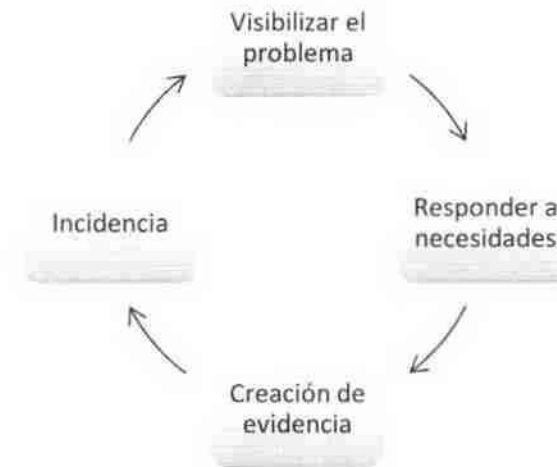 Visibilizar el
problema
Responder a
necesidades
Creación de
evidencia
Incidencia